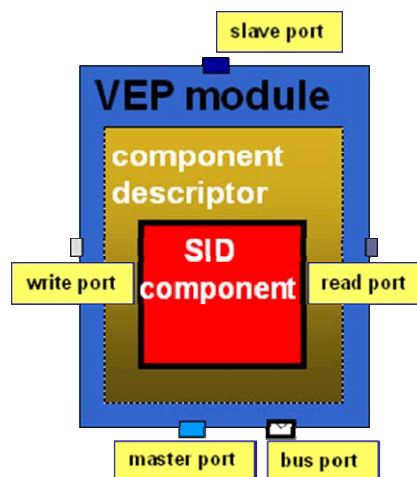 slave port
VEP module
component
descriptor
SID
component
write port
read port
master port
bus port